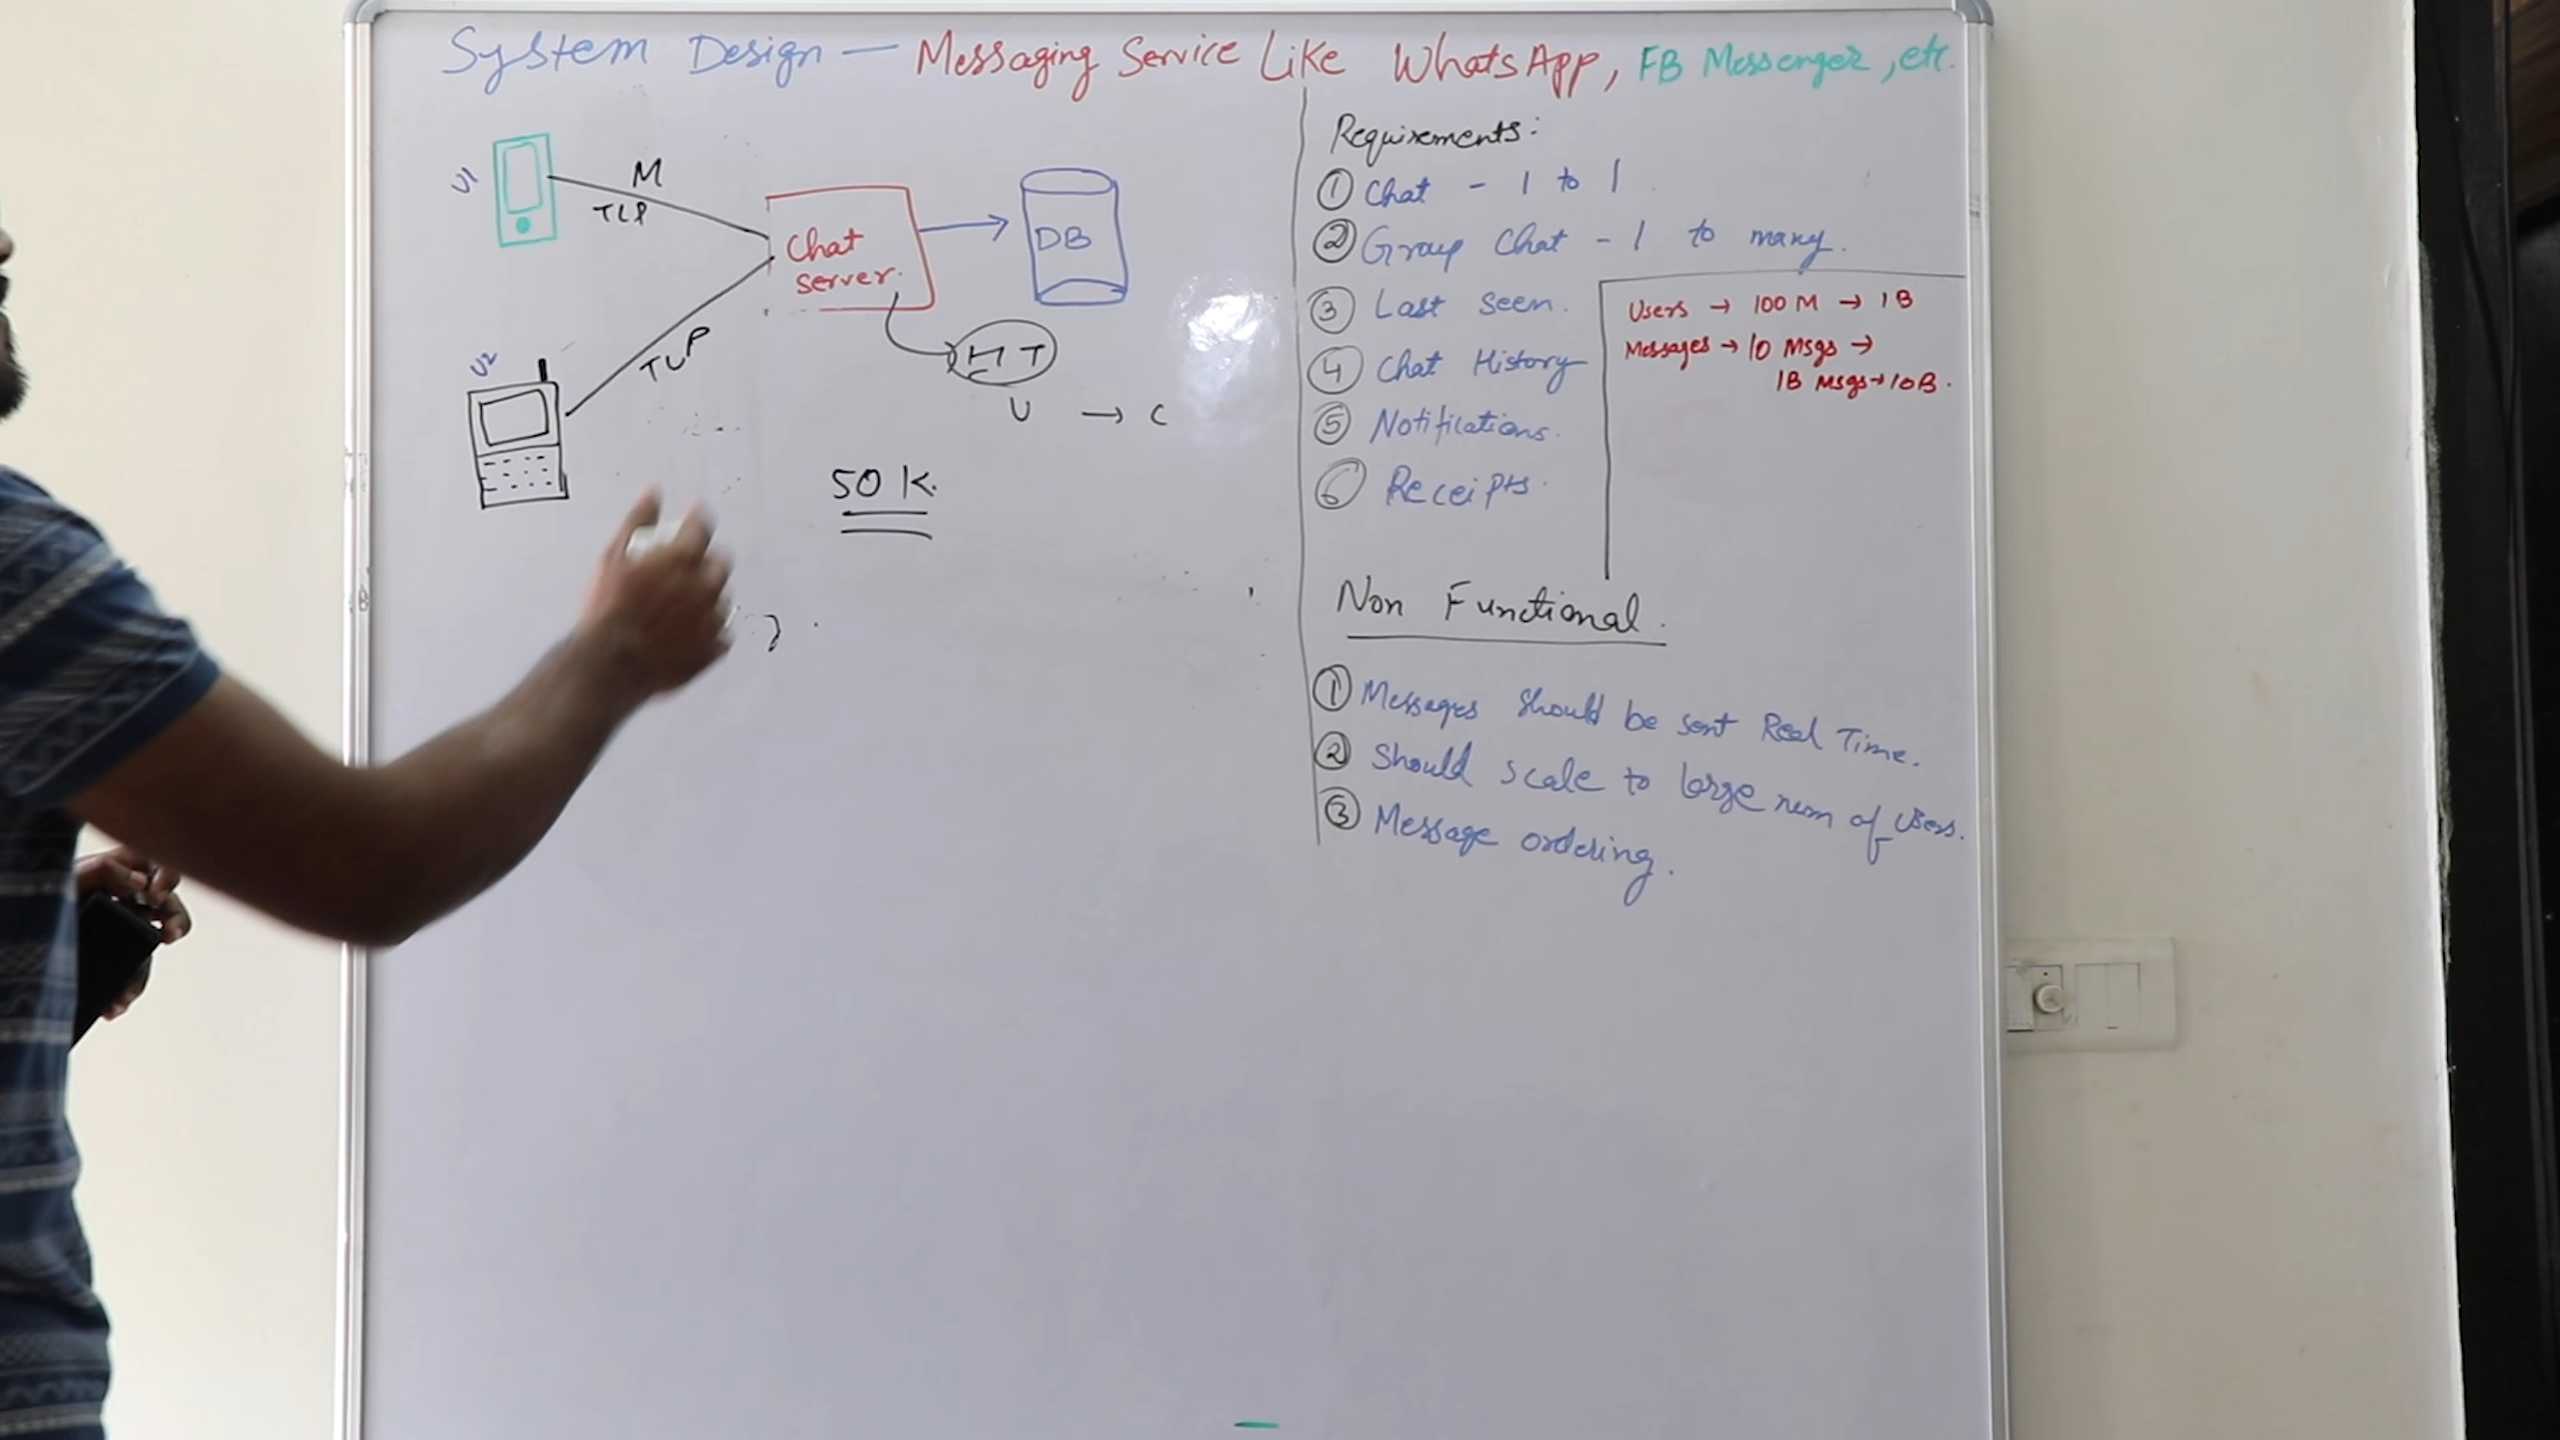 System Design — Messaging Service Like WhatsApp, FB Messenger, etc.
U1
M
TCP
Chat
server.
DB
HT
U → C
U2
TCP
50 K.
Requirements:
① Chat - 1 to 1
② Group Chat - 1 to many.
③ Last seen.
④ Chat History
⑤ Notifications.
⑥ Receipts.
Users → 100 M → 1B
Messages → 10 Msgs →
1B Msgs → 10B.
Non Functional.
① Messages should be sent Real Time.
② Should scale to large num of users.
③ Message ordering.